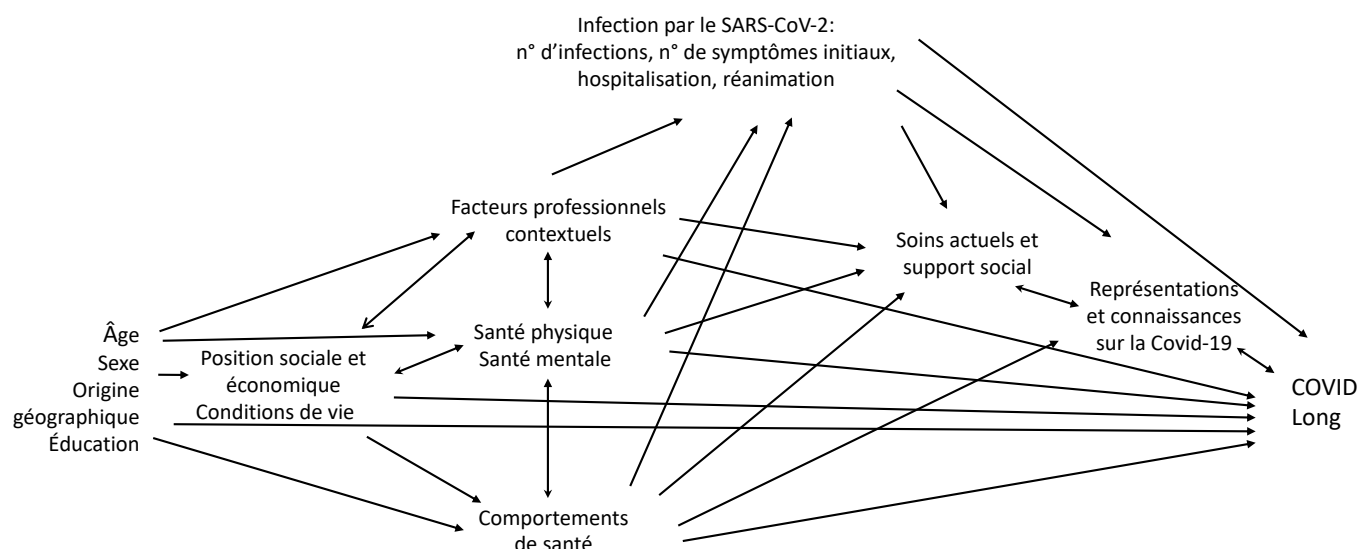 Infection par le SARS-CoV-2:
n° d'infections, n° de symptômes initiaux,
hospitalisation, réanimation
Facteurs professionnels
contextuels
Soins actuels et
support social
Représentations
et connaissances
sur la Covid-19
Âge
Sexe
Origine
géographique
Éducation
Position sociale et
économique
Conditions de vie
Santé physique
Santé mentale
COVID
Long
Comportements
de santé